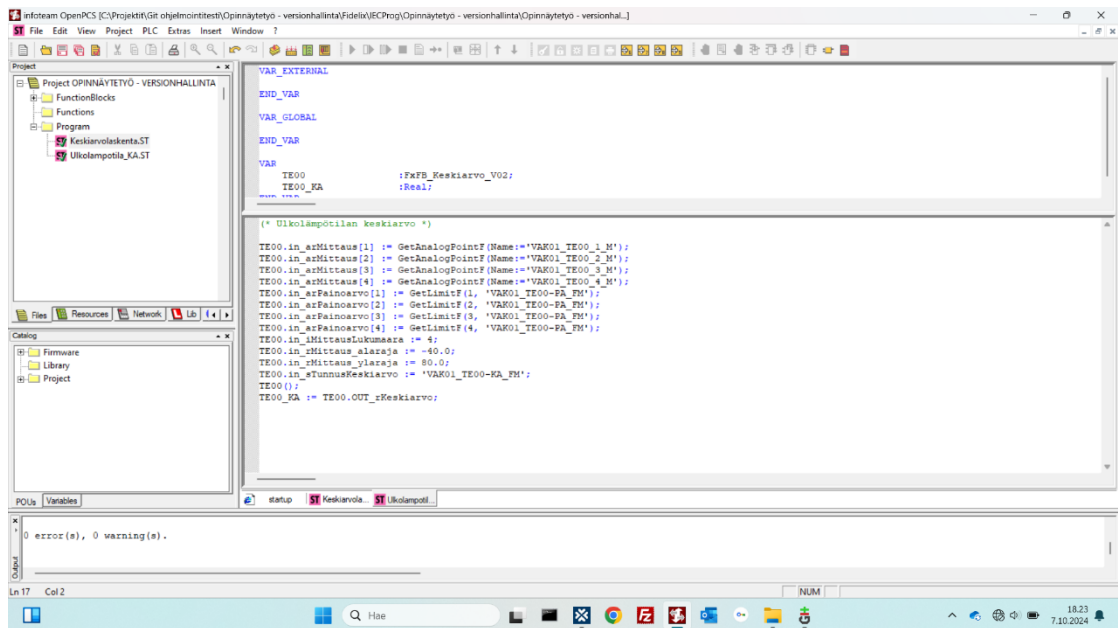 infoteam OpenPCS [C:\Projektit\Git ohjelmointitesti\Opinnäytetyö - versionhallinta\Fidelix\IECProg\Opinnäytetyö - versionhallinta\Opinnäytetyö - versionhal...]
ST File Edit View Project PLC Extras Insert Window ?
Project
Project OPINNÄYTETYÖ - VERSIONHALLINTA
FunctionBlocks
Functions
Program
Keskiarvolaskenta.ST
Ulkolampotila_KA.ST
Files Resources Network Lib
Catalog
Firmware
Library
Project
POUs Variables
VAR_EXTERNAL
END_VAR
VAR_GLOBAL
END_VAR
VAR
TE00 :FxFB_Keskiarvo_V02;
TE00_KA :Real;
END_VAR
(* Ulkolämpötilan keskiarvo *)
TE00.in_arMittaus[1] := GetAnalogPointF(Name:='VAK01_TE00_1_M');
TE00.in_arMittaus[2] := GetAnalogPointF(Name:='VAK01_TE00_2_M');
TE00.in_arMittaus[3] := GetAnalogPointF(Name:='VAK01_TE00_3_M');
TE00.in_arMittaus[4] := GetAnalogPointF(Name:='VAK01_TE00_4_M');
TE00.in_arPainoarvo[1] := GetLimitF(1, 'VAK01_TE00-PA_FM');
TE00.in_arPainoarvo[2] := GetLimitF(2, 'VAK01_TE00-PA_FM');
TE00.in_arPainoarvo[3] := GetLimitF(3, 'VAK01_TE00-PA_FM');
TE00.in_arPainoarvo[4] := GetLimitF(4, 'VAK01_TE00-PA_FM');
TE00.in_iMittausLukumaara := 4;
TE00.in_rMittaus_alaraja := -40.0;
TE00.in_rMittaus_ylaraja := 80.0;
TE00.in_sTunnusKeskiarvo := 'VAK01_TE00-KA_FM';
TE00();
TE00_KA := TE00.OUT_rKeskiarvo;
startup ST Keskiarvola... ST Ulkolampotil...
0 error(s), 0 warning(s).
Output
Ln 17 Col 2 NUM
Hae
18.23
7.10.2024